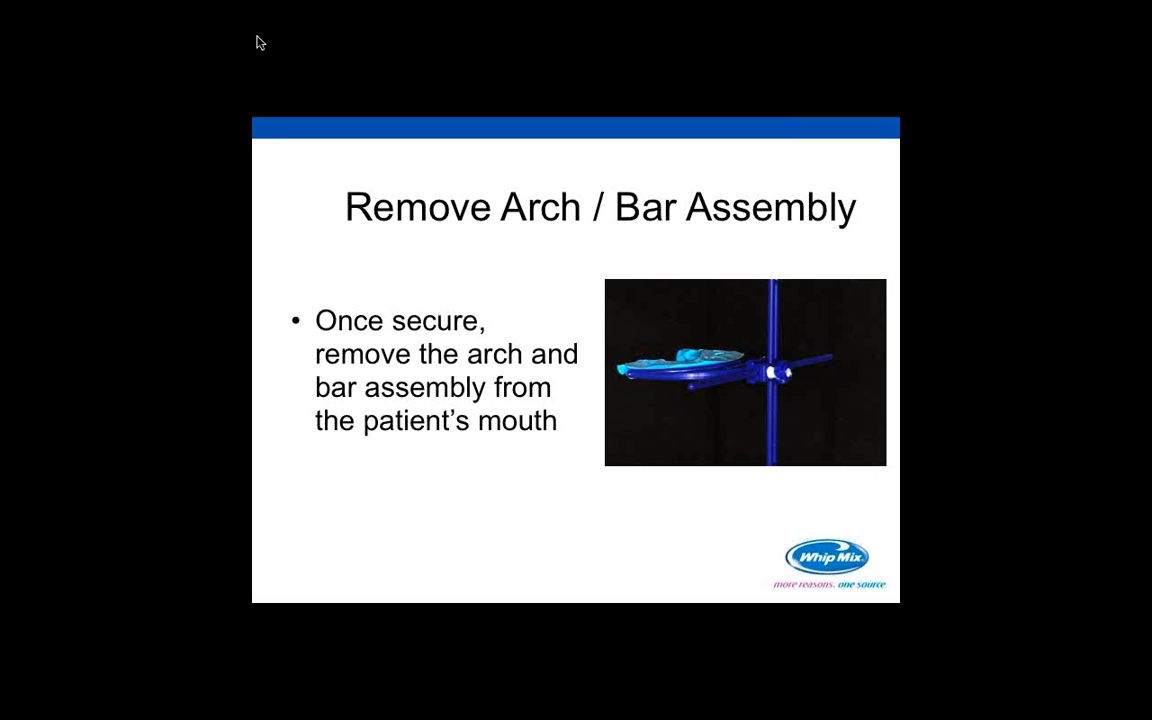 Remove Arch / Bar Assembly
• Once secure,
remove the arch and
bar assembly from
the patient’s mouth
Whip Mix
more reasons. one source